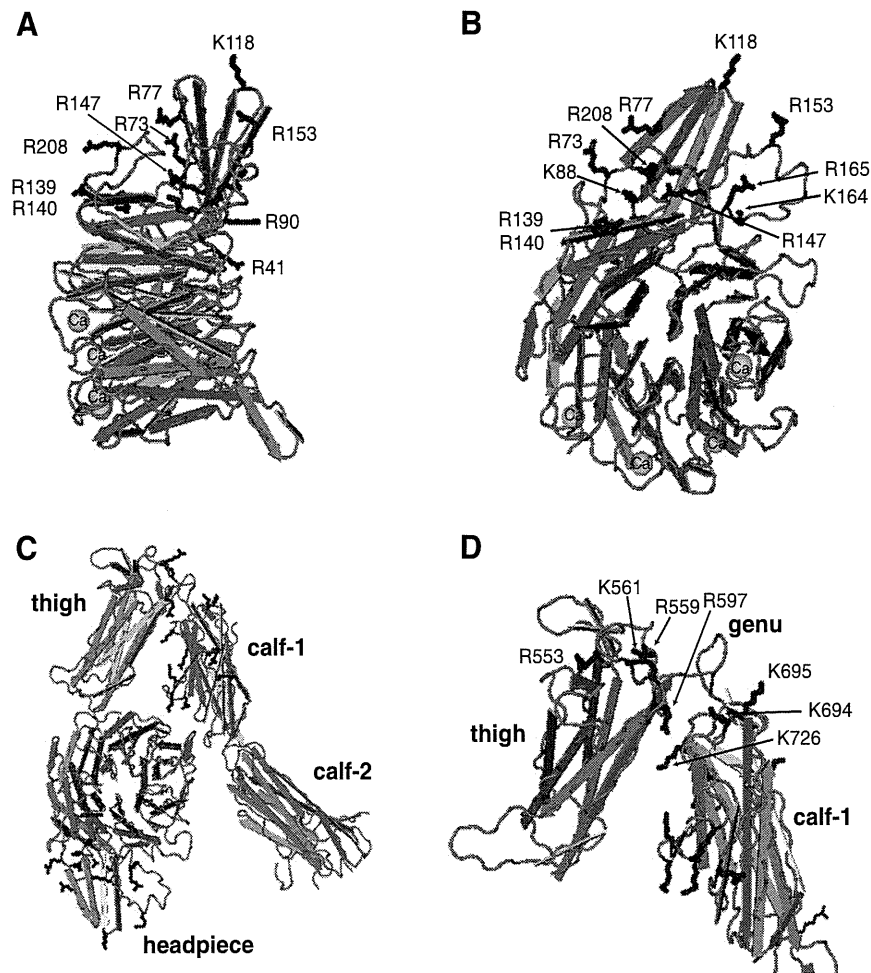 A
K118
R77
R147
R73
R153
R208
R139
R140
R90
R41
Ca
Ca
Ca
B
K118
R77
R153
R208
R73
K88
R165
K164
R139
R140
R147
Ca
Ca
Ca
Ca
C
thigh
calf-1
calf-2
headpiece
D
K561
R559
R597
genu
R553
K695
K694
thigh
K726
calf-1